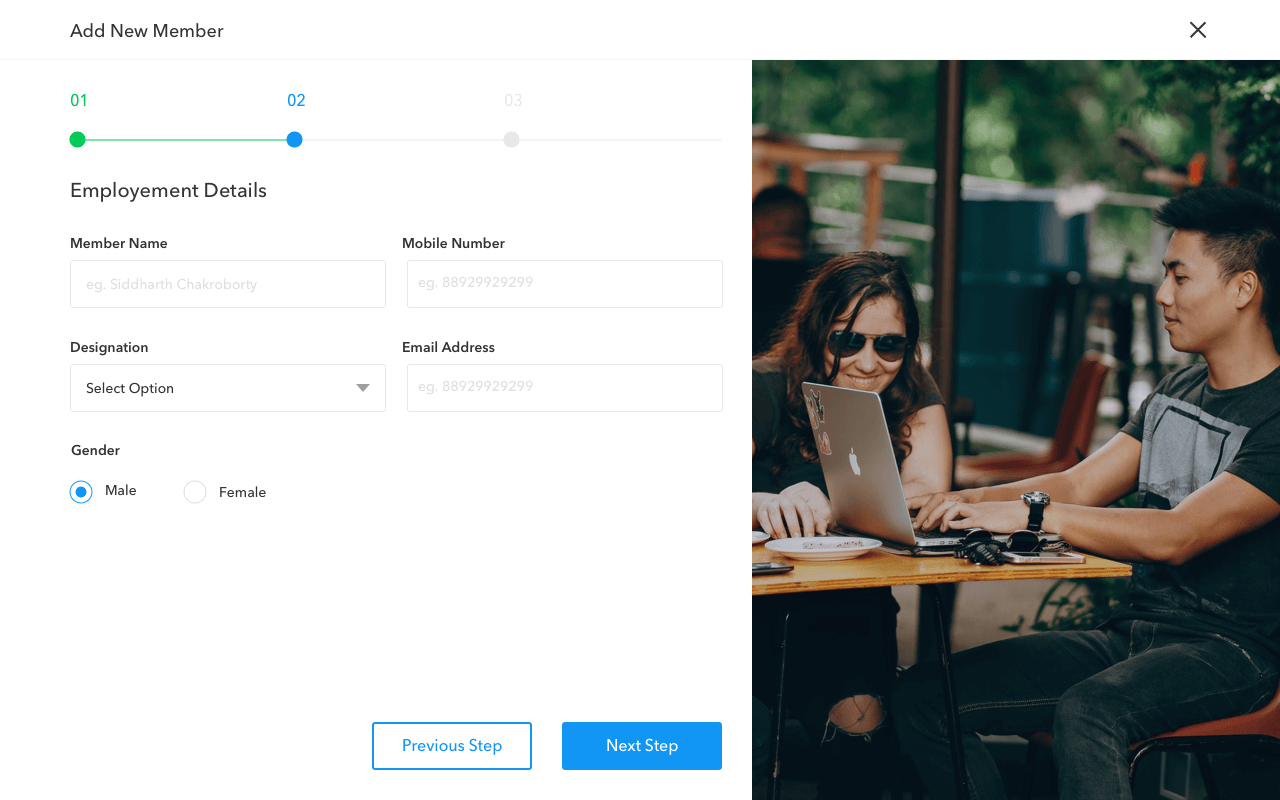 Add New Member
01 02 03
Employement Details
Member Name Mobile Number
eg. Siddharth Chakroborty eg. 88929929299
Designation Email Address
Select Option eg. 88929929299
Gender
Male Female
Previous Step Next Step